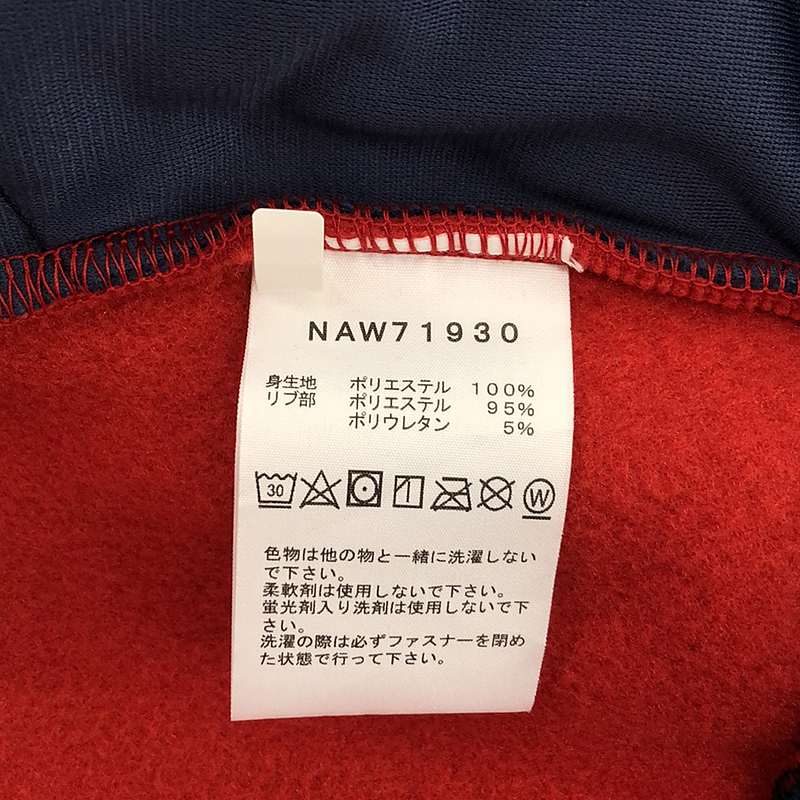 NAW71930
身生地 ポリエステル 100%
リブ部 ポリエステル 95%
ポリウレタン 5%
30 W
色物は他の物と一緒に洗濯しない
で下さい。
柔軟剤は使用しないで下さい。
蛍光剤入り洗剤は使用しないで下
さい。
洗濯の際は必ずファスナーを閉め
た状態で行って下さい。